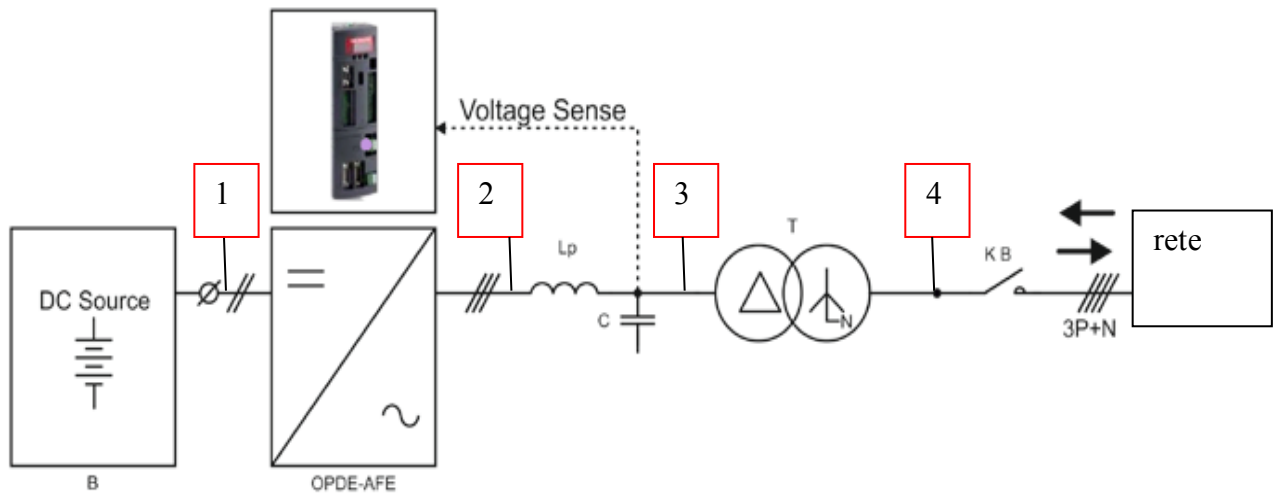 Voltage Sense
1
2
3
4
rete
T
Lp
K B
DC Source
C
N
3P+N
B
OPDE-AFE